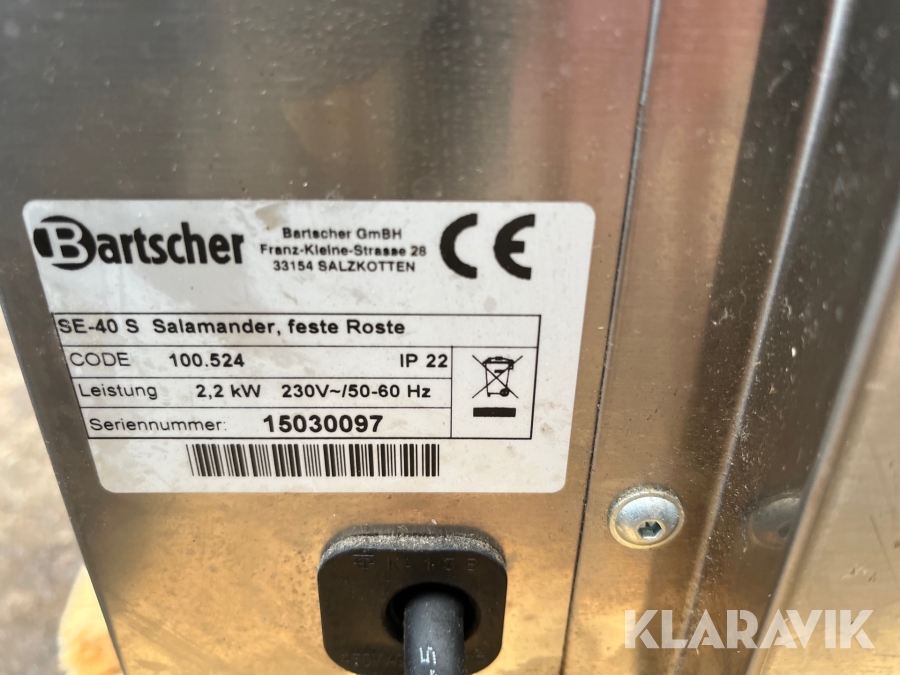 Bartscher
Bartscher GmBH
Franz-Kleine-Strasse 28
33154 SALZKOTTEN
CE
SE-40 S Salamander, feste Roste
CODE 100.524 IP 22
Leistung 2,2 kW 230V~/50-60 Hz
Seriennummer: 15030097
KLARAVIK